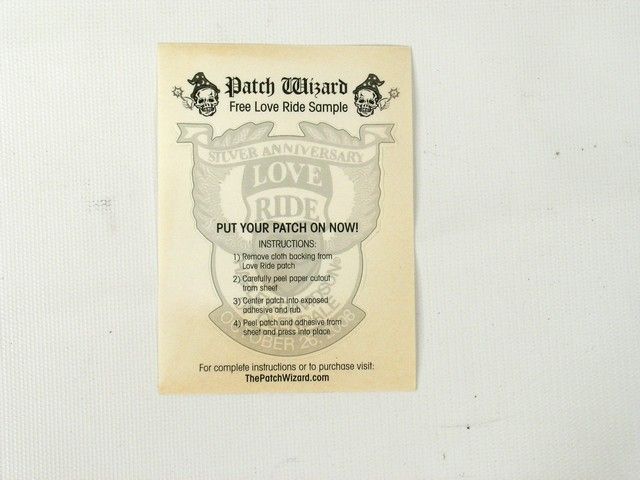 Patch Wizard
Free Love Ride Sample
SILVER ANNIVERSARY
LOVE
RIDE
PUT YOUR PATCH ON NOW!
INSTRUCTIONS:
1) Remove cloth backing from
Love Ride patch
2) Carefully peel paper cutout
from sheet
3) Center patch into exposed
adhesive and rub
4) Peel patch and adhesive from
sheet and press into place
OCTOBER 26,
For complete instructions or to purchase visit:
ThePatchWizard.com